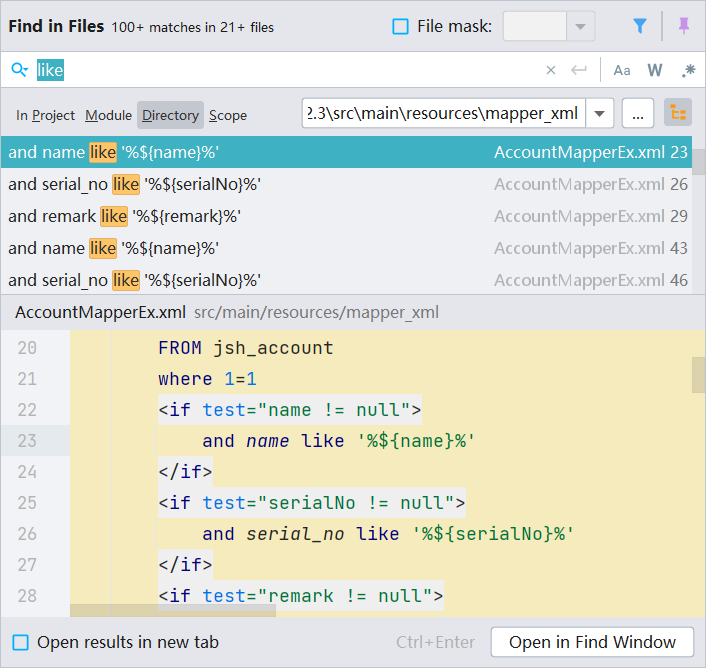 Find in Files 100+ matches in 21+ files File mask:
like Aa W .*
In Project Module Directory Scope 2.3\src\main\resources\mapper_xml ...
and name like '%${name}%' AccountMapperEx.xml 23
and serial_no like '%${serialNo}%' AccountMapperEx.xml 26
and remark like '%${remark}%' AccountMapperEx.xml 29
and name like '%${name}%' AccountMapperEx.xml 43
and serial_no like '%${serialNo}%' AccountMapperEx.xml 46
AccountMapperEx.xml src/main/resources/mapper_xml
20 FROM jsh_account
21 where 1=1
22 <if test="name != null">
23 and name like '%${name}%'
24 </if>
25 <if test="serialNo != null">
26 and serial_no like '%${serialNo}%'
27 </if>
28 <if test="remark != null">
Open results in new tab Ctrl+Enter Open in Find Window